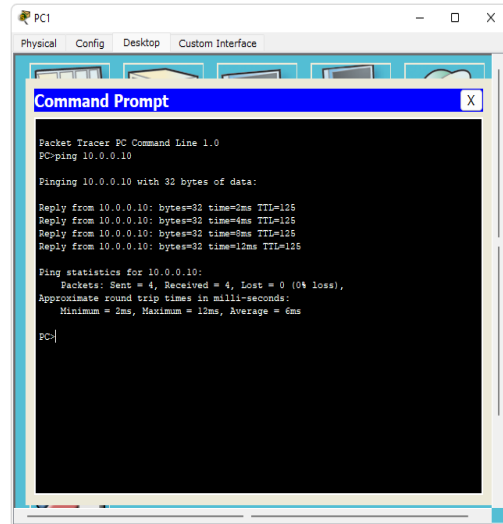 PC1
Physical Config Desktop Custom Interface
Command Prompt
X
Packet Tracer PC Command Line 1.0
PC>ping 10.0.0.10
Pinging 10.0.0.10 with 32 bytes of data:
Reply from 10.0.0.10: bytes=32 time=2ms TTL=125
Reply from 10.0.0.10: bytes=32 time=4ms TTL=125
Reply from 10.0.0.10: bytes=32 time=8ms TTL=125
Reply from 10.0.0.10: bytes=32 time=12ms TTL=125
Ping statistics for 10.0.0.10:
Packets: Sent = 4, Received = 4, Lost = 0 (0% loss),
Approximate round trip times in milli-seconds:
Minimum = 2ms, Maximum = 12ms, Average = 6ms
PC>